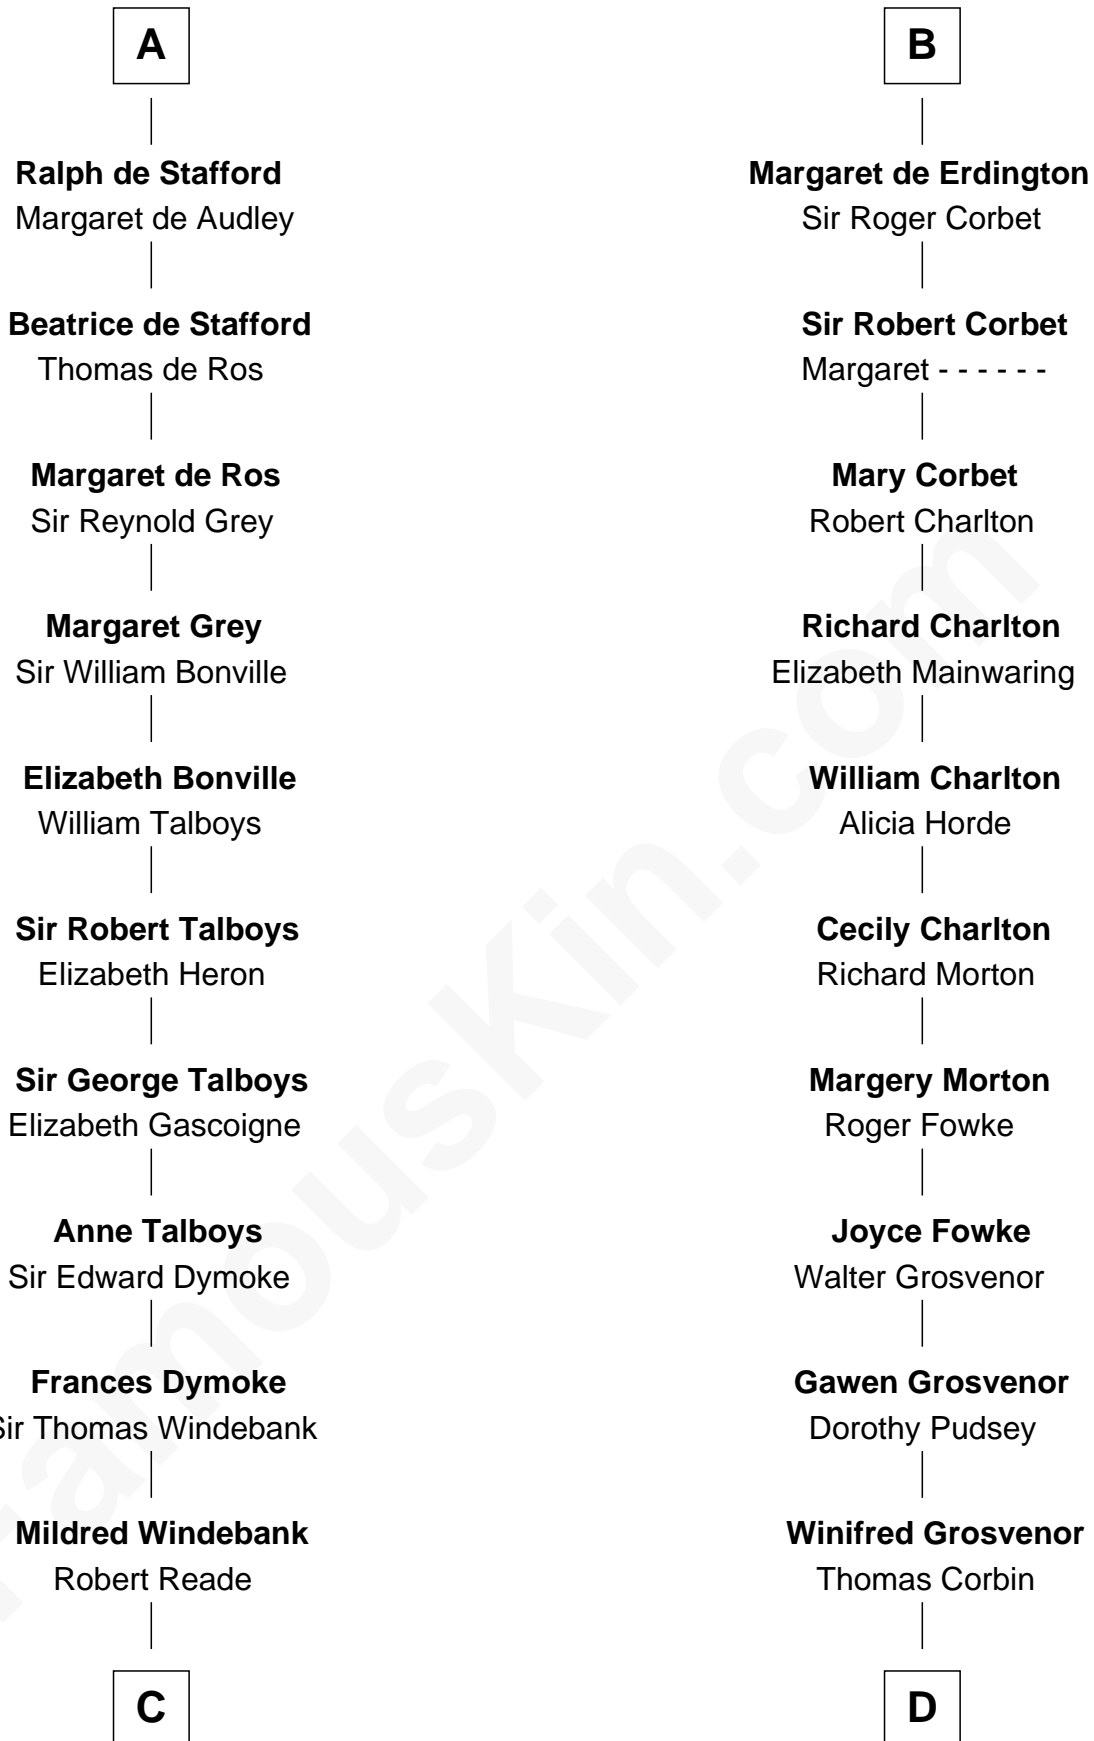 A
Ralph de Stafford
Margaret de Audley
Beatrice de Stafford
Thomas de Ros
Margaret de Ros
Sir Reynold Grey
Margaret Grey
Sir William Bonville
Elizabeth Bonville
William Talboys
Sir Robert Talboys
Elizabeth Heron
Sir George Talboys
Elizabeth Gascoigne
Anne Talboys
Sir Edward Dymoke
Frances Dymoke
Sir Thomas Windebank
Mildred Windebank
Robert Reade
C
B
Margaret de Erdington
Sir Roger Corbet
Sir Robert Corbet
Margaret - - - - - -
Mary Corbet
Robert Charlton
Richard Charlton
Elizabeth Mainwaring
William Charlton
Alicia Horde
Cecily Charlton
Richard Morton
Margery Morton
Roger Fowke
Joyce Fowke
Walter Grosvenor
Gawen Grosvenor
Dorothy Pudsey
Winifred Grosvenor
Thomas Corbin
D
FamousKin.com